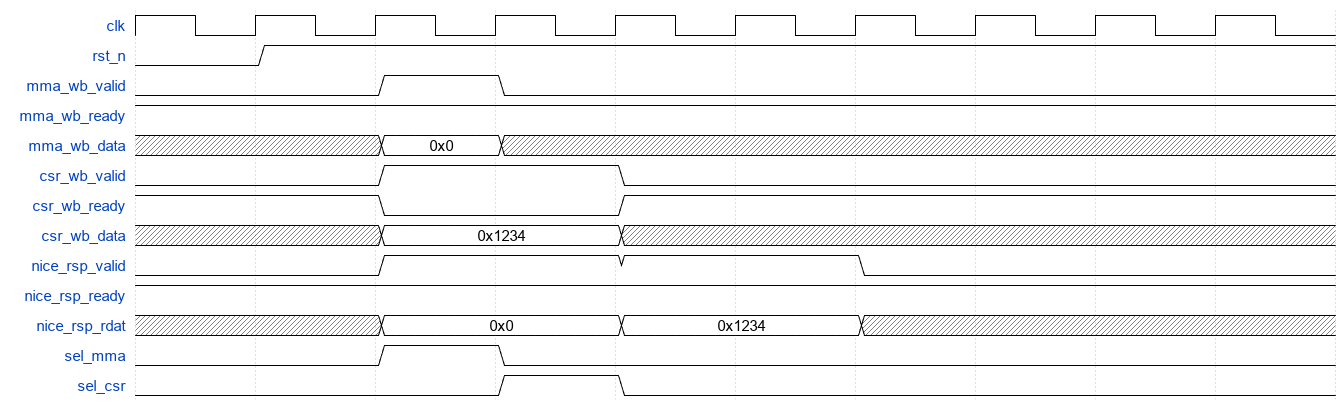 clk
rst_n
mma_wb_valid
mma_wb_ready
mma_wb_data 0x0
csr_wb_valid
csr_wb_ready
csr_wb_data 0x1234
nice_rsp_valid
nice_rsp_ready
nice_rsp_rdat 0x0 0x1234
sel_mma
sel_csr